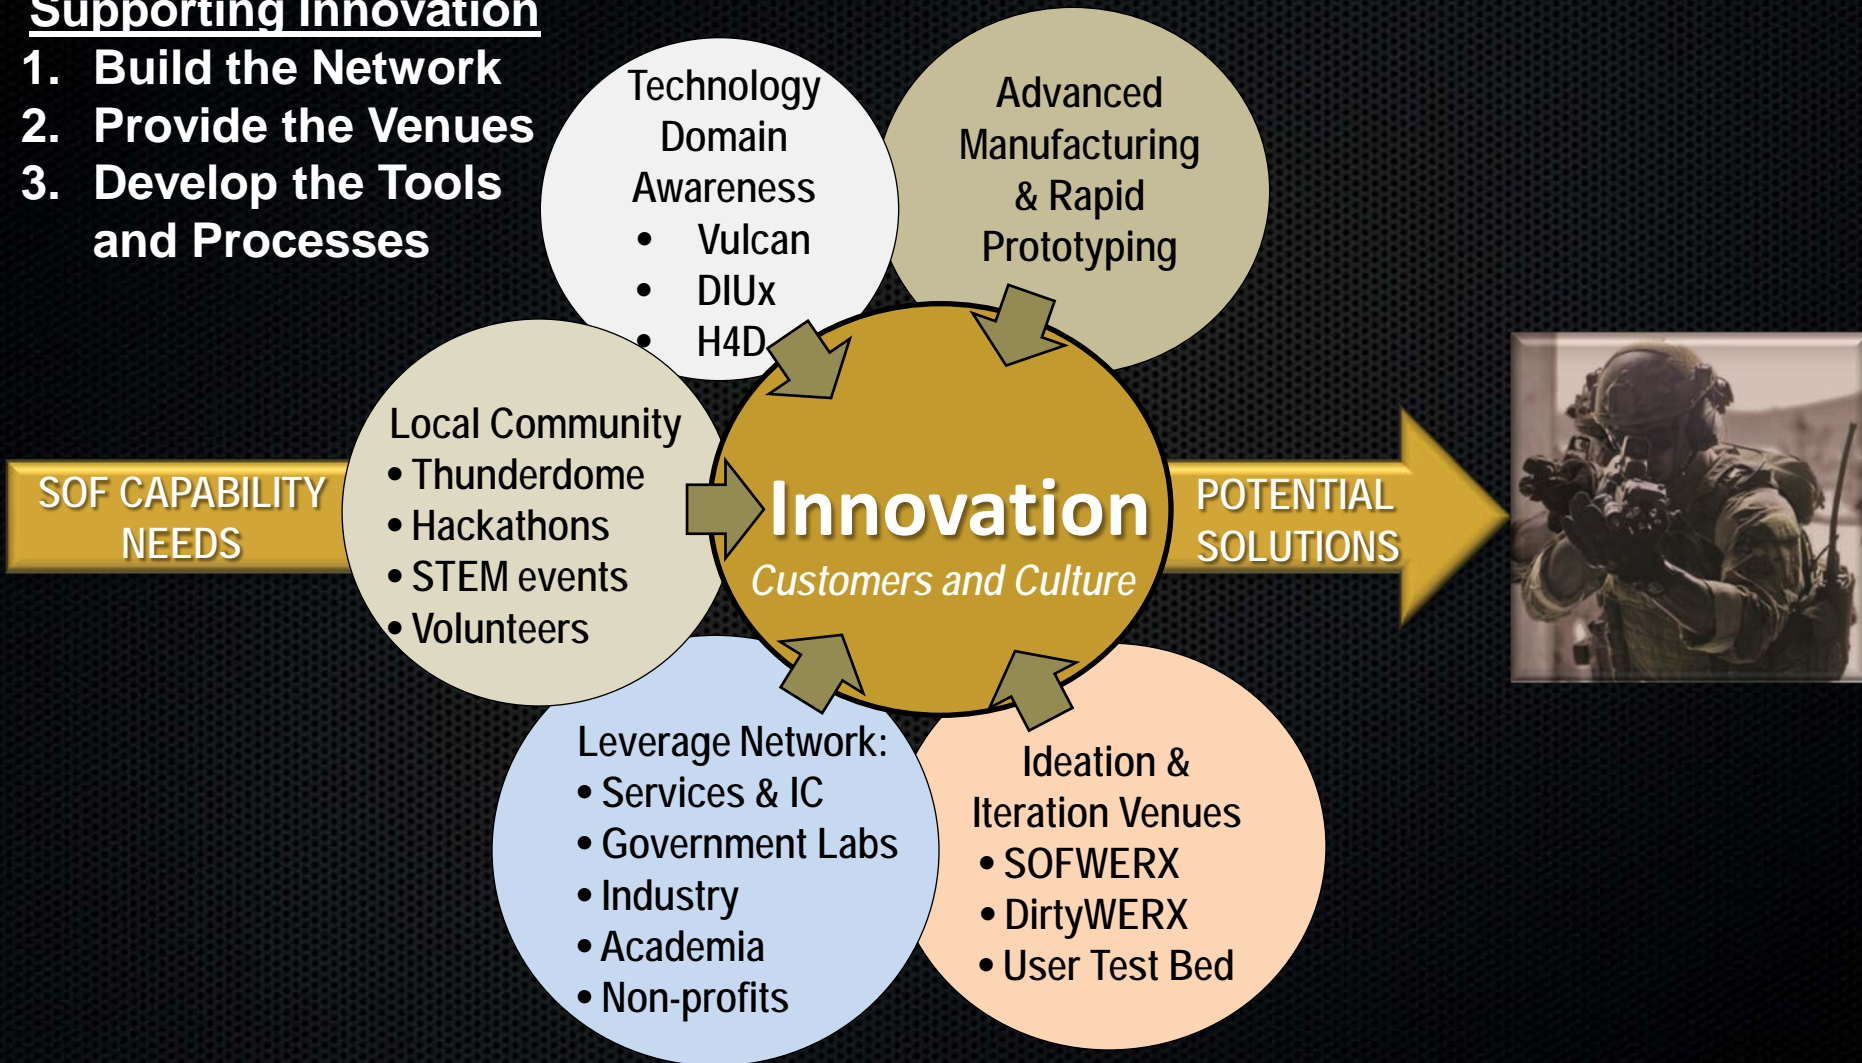 Supporting Innovation
1. Build the Network
2. Provide the Venues
3. Develop the Tools
and Processes
Technology
Domain
Awareness
• Vulcan
• DIUx
• H4D
Advanced
Manufacturing
& Rapid
Prototyping
SOF CAPABILITY
NEEDS
Local Community
• Thunderdome
• Hackathons
• STEM events
• Volunteers
Innovation
Customers and Culture
POTENTIAL
SOLUTIONS
Leverage Network:
• Services & IC
• Government Labs
• Industry
• Academia
• Non-profits
Ideation &
Iteration Venues
• SOFWERX
• DirtyWERX
• User Test Bed